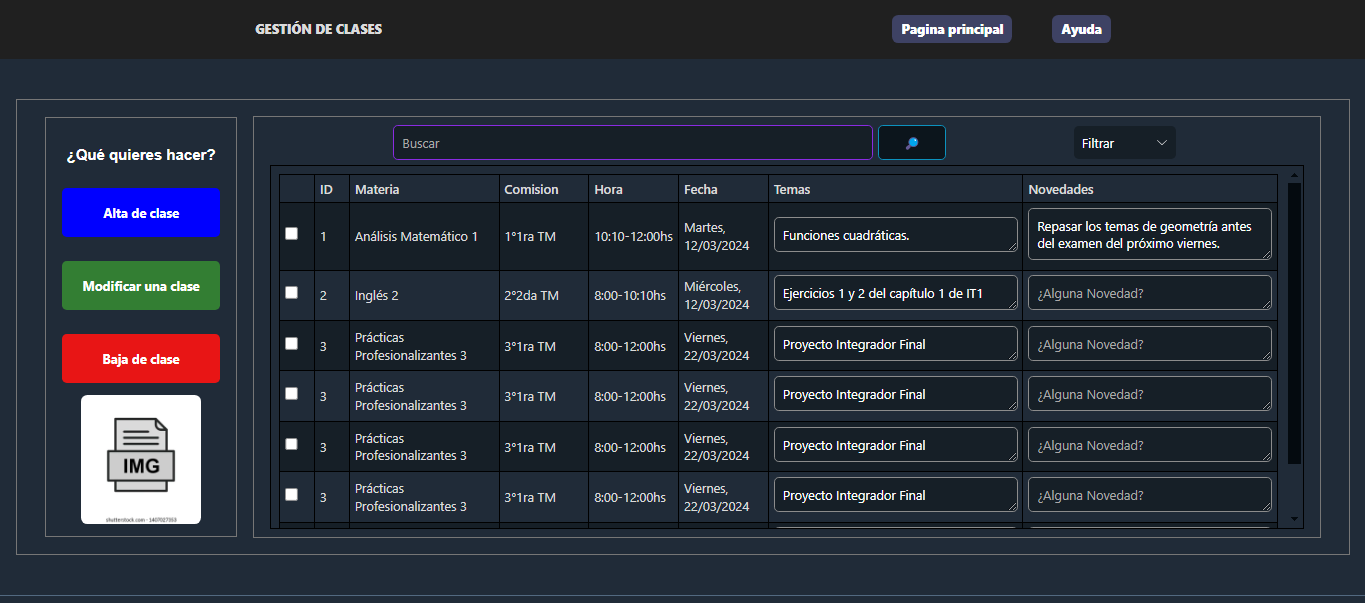 GESTIÓN DE CLASES
Pagina principal
Ayuda
¿Qué quieres hacer?
Alta de clase
Modificar una clase
Baja de clase
IMG
shutterstock.com · 1407027353
Buscar
Filtrar
ID Materia Comision Hora Fecha Temas Novedades
1 Análisis Matemático 1 1°1ra TM 10:10-12:00hs Martes, 12/03/2024 Funciones cuadráticas. Repasar los temas de geometría antes del examen del próximo viernes.
2 Inglés 2 2°2da TM 8:00-10:10hs Miércoles, 12/03/2024 Ejercicios 1 y 2 del capítulo 1 de IT1 ¿Alguna Novedad?
3 Prácticas Profesionalizantes 3 3°1ra TM 8:00-12:00hs Viernes, 22/03/2024 Proyecto Integrador Final ¿Alguna Novedad?
3 Prácticas Profesionalizantes 3 3°1ra TM 8:00-12:00hs Viernes, 22/03/2024 Proyecto Integrador Final ¿Alguna Novedad?
3 Prácticas Profesionalizantes 3 3°1ra TM 8:00-12:00hs Viernes, 22/03/2024 Proyecto Integrador Final ¿Alguna Novedad?
3 Prácticas Profesionalizantes 3 3°1ra TM 8:00-12:00hs Viernes, 22/03/2024 Proyecto Integrador Final ¿Alguna Novedad?